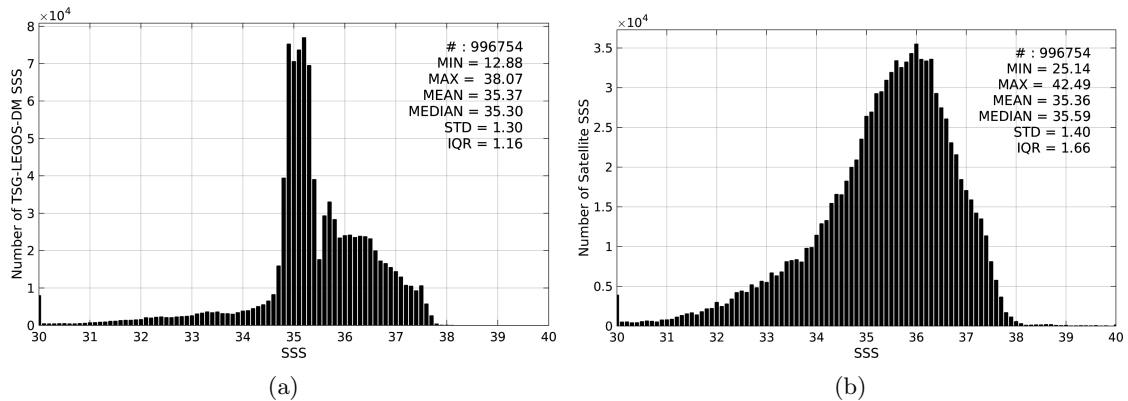 ×10⁴
Number of TSG-LEGOS-DM SSS
8
7
6
5
4
3
2
1
0
30 31 32 33 34 35 36 37 38 39 40
SSS
# : 996754
MIN = 12.88
MAX = 38.07
MEAN = 35.37
MEDIAN = 35.30
STD = 1.30
IQR = 1.16
(a)
×10⁴
Number of Satellite SSS
3.5
3
2.5
2
1.5
1
0.5
0
30 31 32 33 34 35 36 37 38 39 40
SSS
# : 996754
MIN = 25.14
MAX = 42.49
MEAN = 35.36
MEDIAN = 35.59
STD = 1.40
IQR = 1.66
(b)